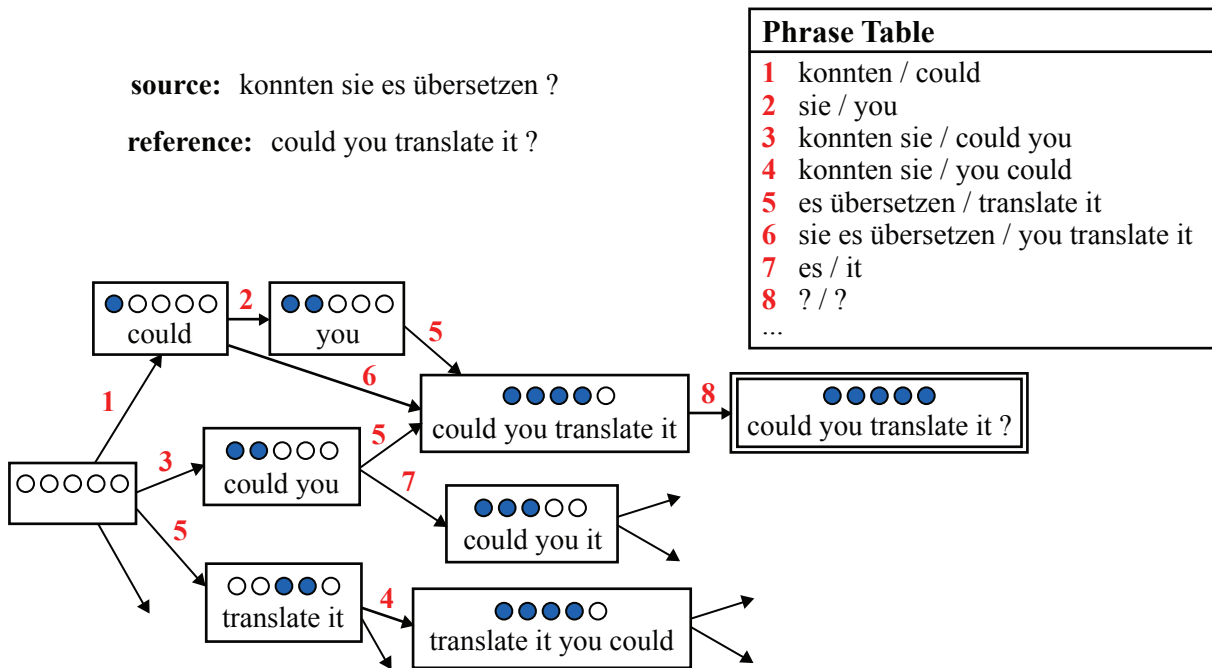 source: konnten sie es übersetzen ?
reference: could you translate it ?
Phrase Table
1 konnten / could
2 sie / you
3 konnten sie / could you
4 konnten sie / you could
5 es übersetzen / translate it
6 sie es übersetzen / you translate it
7 es / it
8 ? / ?
...
could
2
you
5
6
1
could you translate it
8
could you translate it ?
3
could you
5
7
could you it
5
translate it
4
translate it you could